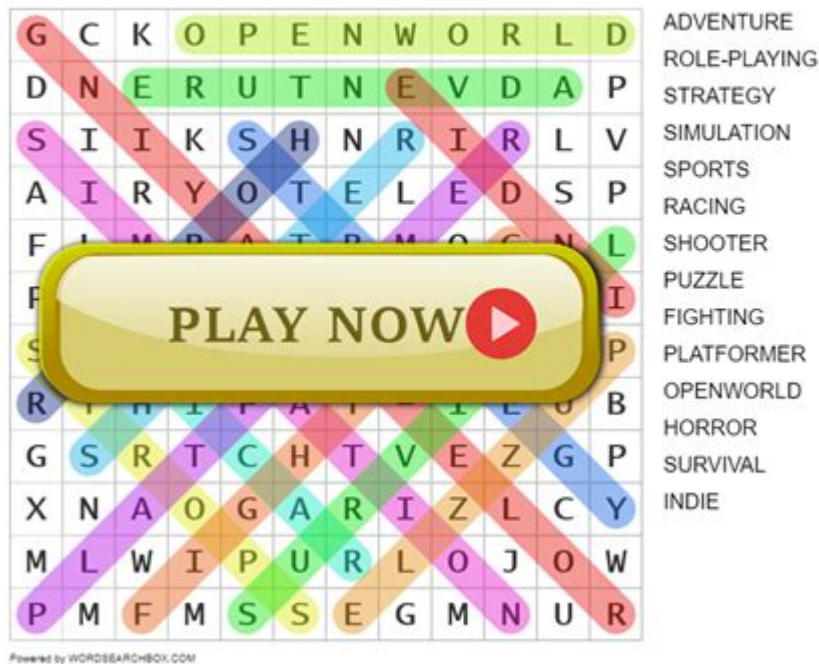 G C K O P E N W O R L D
D N E R U T N E V D A P
S I I K S H N R I R L V
A I R Y O T E L E D S P
F M R A T R M G N L
I
PLAY NOW
S P
R T H I F A T - I E U B
G S R T C H T V E Z G P
X N A O G A R I Z L C Y
M L W I P U R L O J O W
P M F M S S E G M N U R
ADVENTURE
ROLE-PLAYING
STRATEGY
SIMULATION
SPORTS
RACING
SHOOTER
PUZZLE
FIGHTING
PLATFORMER
OPENWORLD
HORROR
SURVIVAL
INDIE
Powered by WORDSEARCHBOX.COM